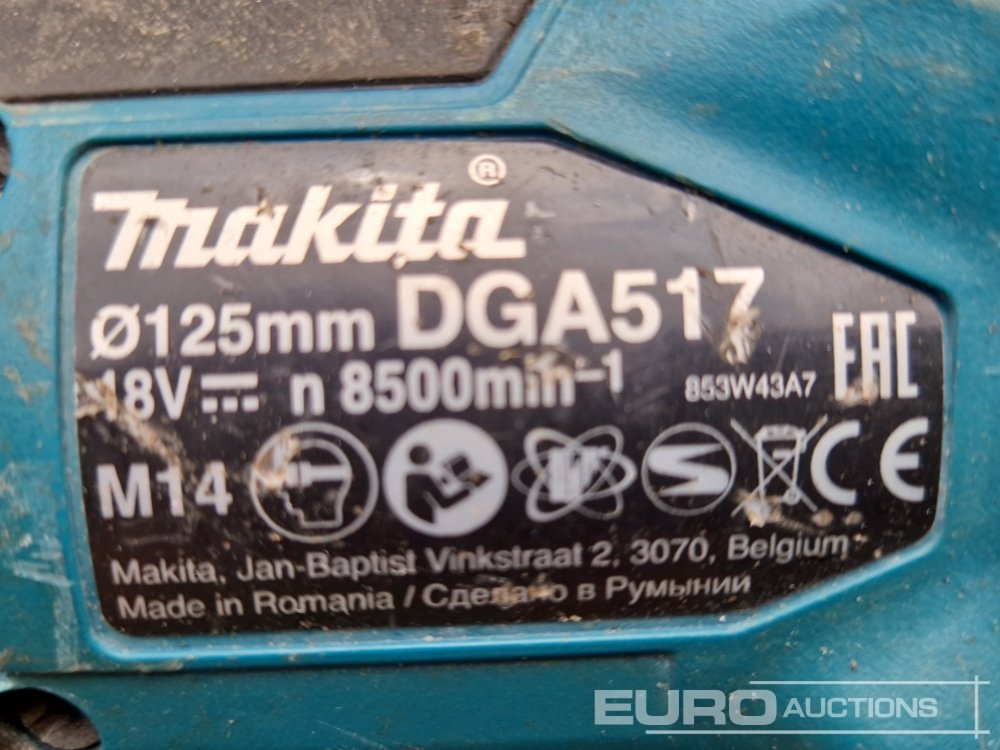 makita®
Ø125mm DGA517
18V n 8500min-1
853W43A7 EAC
M14 CE
Makita, Jan-Baptist Vinkstraat 2, 3070, Belgium
Made in Romania / Сделано в Румынии
EURO AUCTIONS